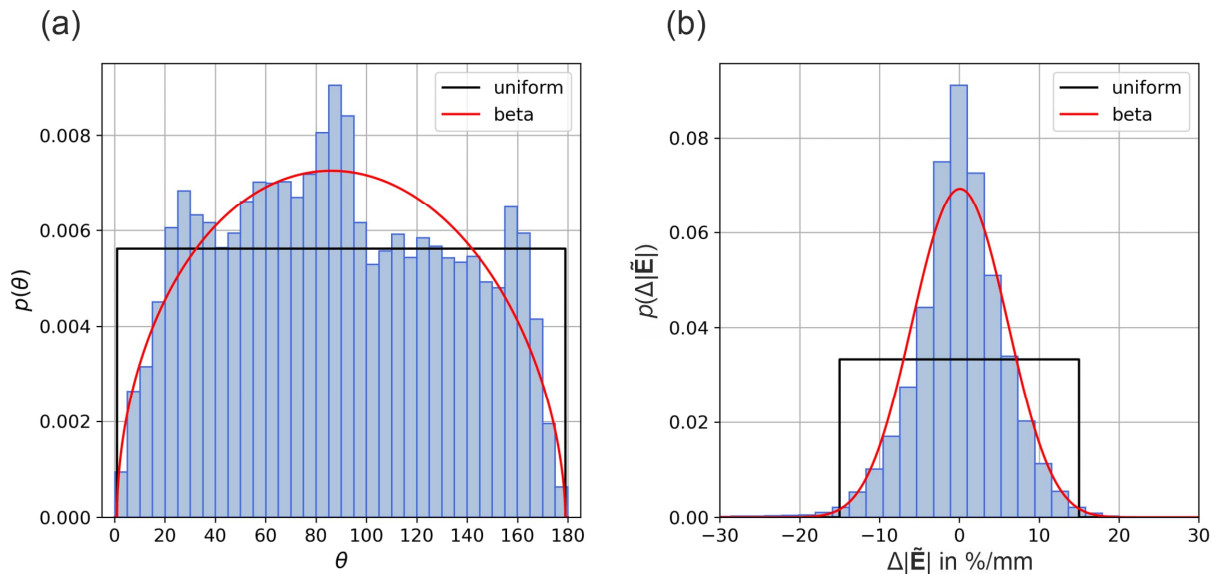 (a)
uniform
beta
p(θ)
0.008
0.006
0.004
0.002
0.000
0 20 40 60 80 100 120 140 160 180
θ
(b)
uniform
beta
p(Δ|Ẽ|)
0.08
0.06
0.04
0.02
0.00
−30 −20 −10 0 10 20 30
Δ|Ẽ| in %/mm